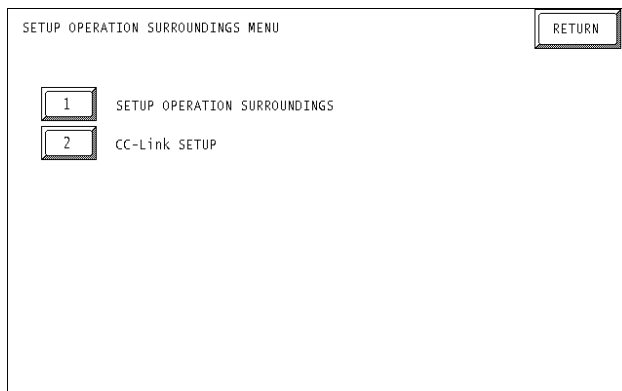 SETUP OPERATION SURROUNDINGS MENU RETURN
1 SETUP OPERATION SURROUNDINGS
2 CC-Link SETUP